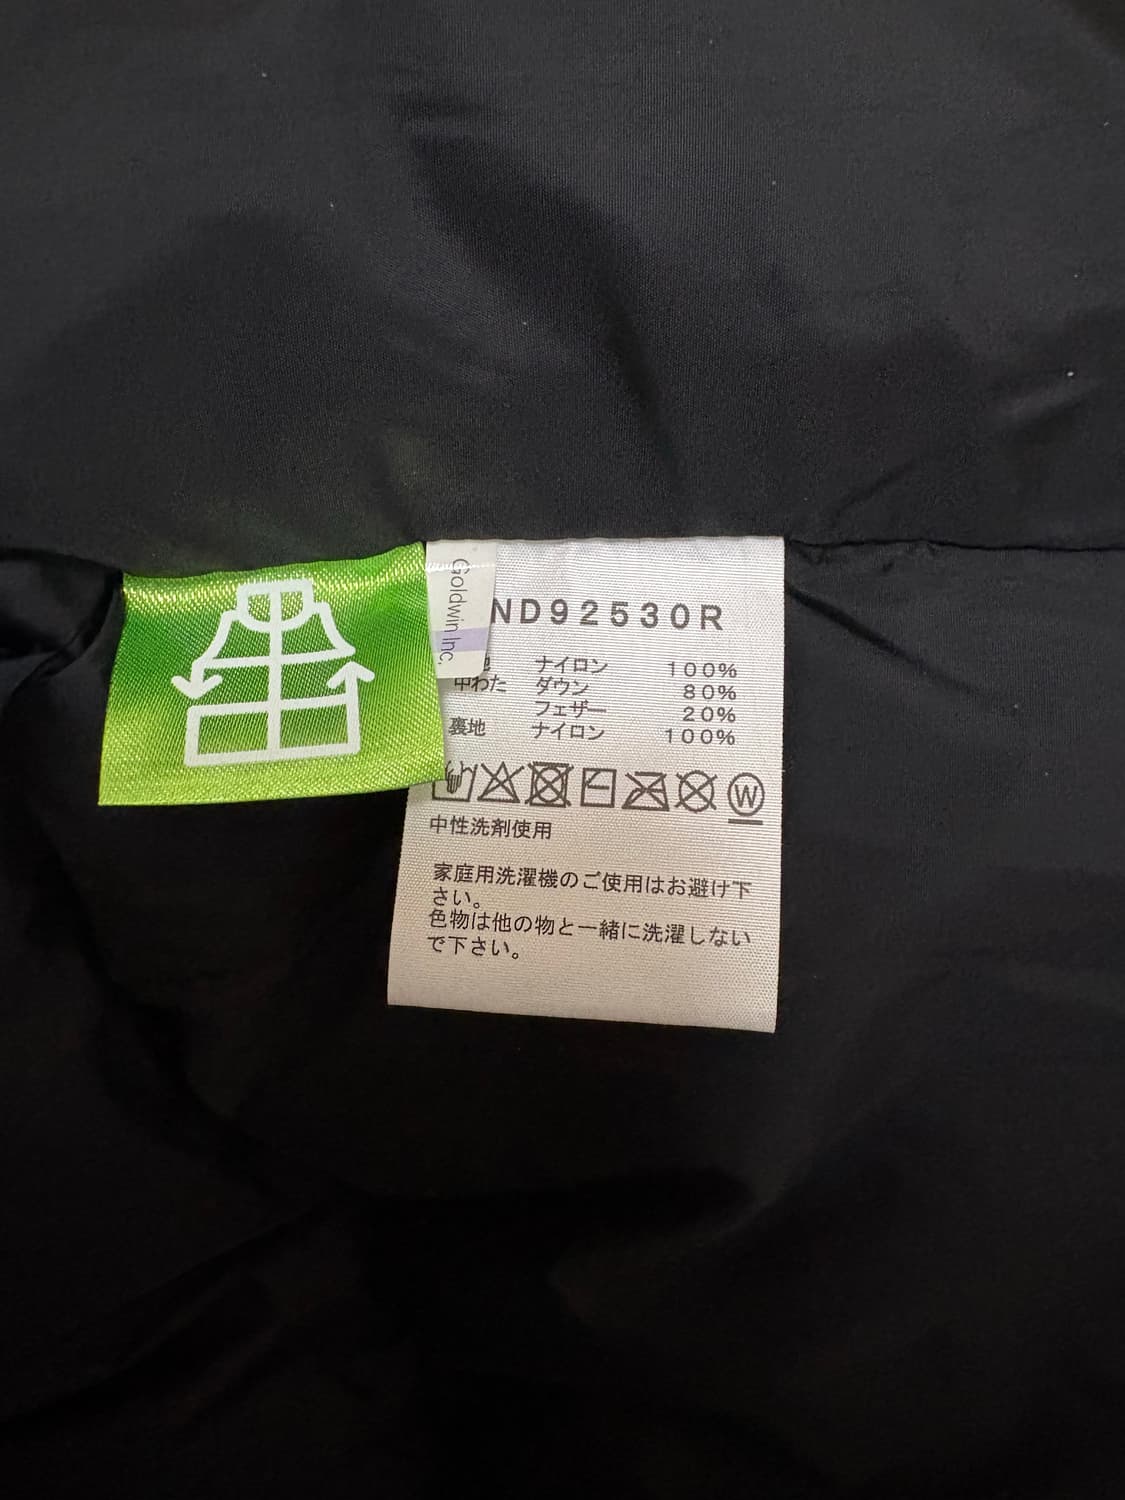 Goldwin Inc.
ND92530R
地 ナイロン 100%
中わた ダウン 80%
フェザー 20%
裏地 ナイロン 100%
W
中性洗剤使用
家庭用洗濯機のご使用はお避け下
さい。
色物は他の物と一緒に洗濯しない
で下さい。